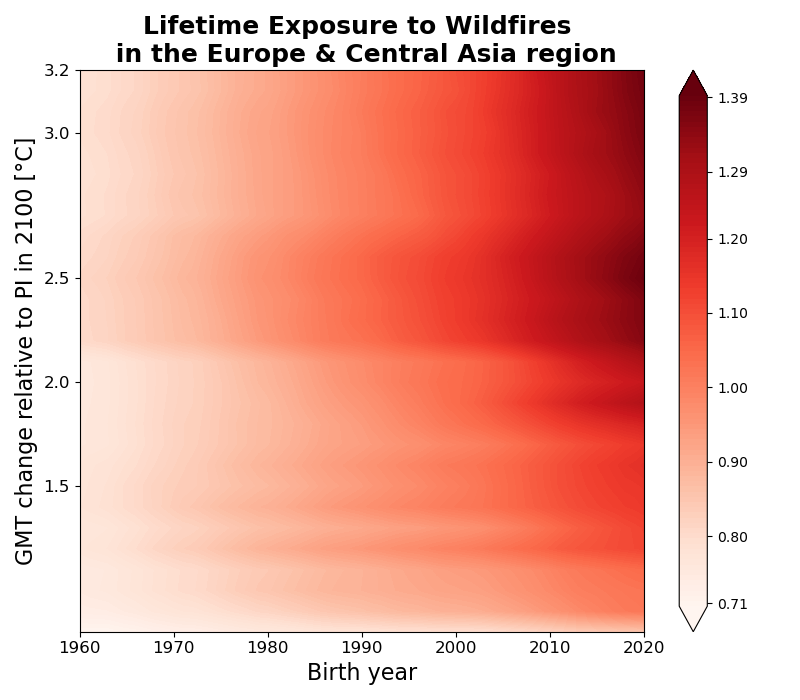 Lifetime Exposure to Wildfires
in the Europe & Central Asia region
GMT change relative to PI in 2100 [°C]
3.2
3.0
2.5
2.0
1.5
1960 1970 1980 1990 2000 2010 2020
Birth year
1.39
1.29
1.20
1.10
1.00
0.90
0.80
0.71